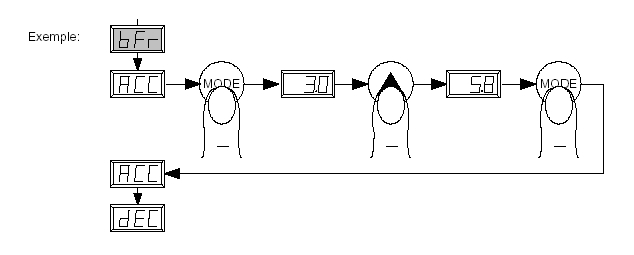 Exemple:
bFr
ACC
MODE
3.0
5.8
MODE
ACC
dEC